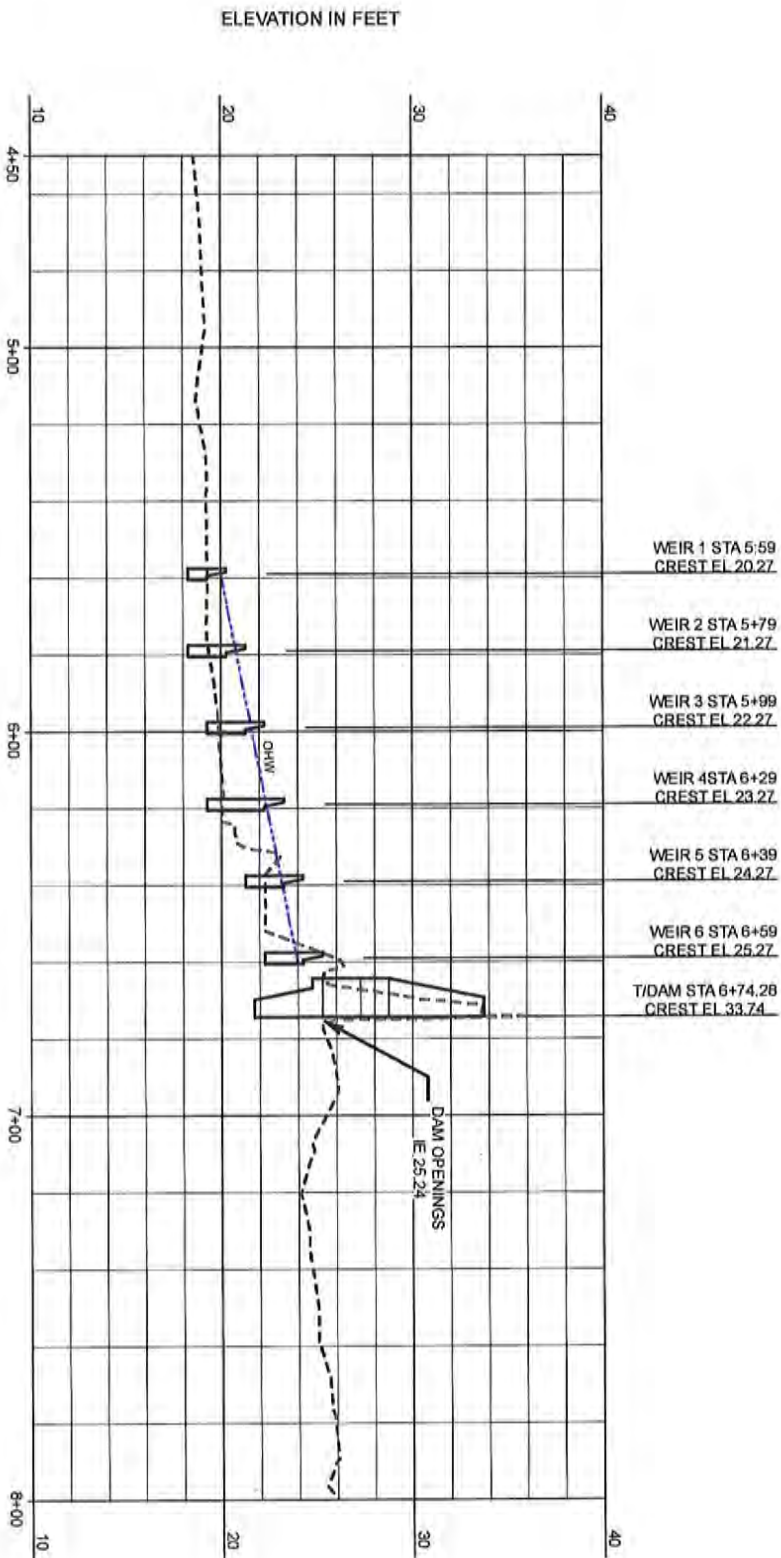 ELEVATION IN FEET
10
20
30
40
4+50
5+00
6+00
7+00
8+00
10
20
30
40
WEIR 1 STA 5:59
CREST EL 20.27
WEIR 2 STA 5+79
CREST EL 21.27
WEIR 3 STA 5+99
CREST EL 22.27
WEIR 4STA 6+29
CREST EL 23.27
WEIR 5 STA 6+39
CREST EL 24.27
WEIR 6 STA 6+59
CREST EL 25.27
T/DAM STA 6+74.26
CREST EL 33.74
OHW
DAM OPENINGS
IE 25.24